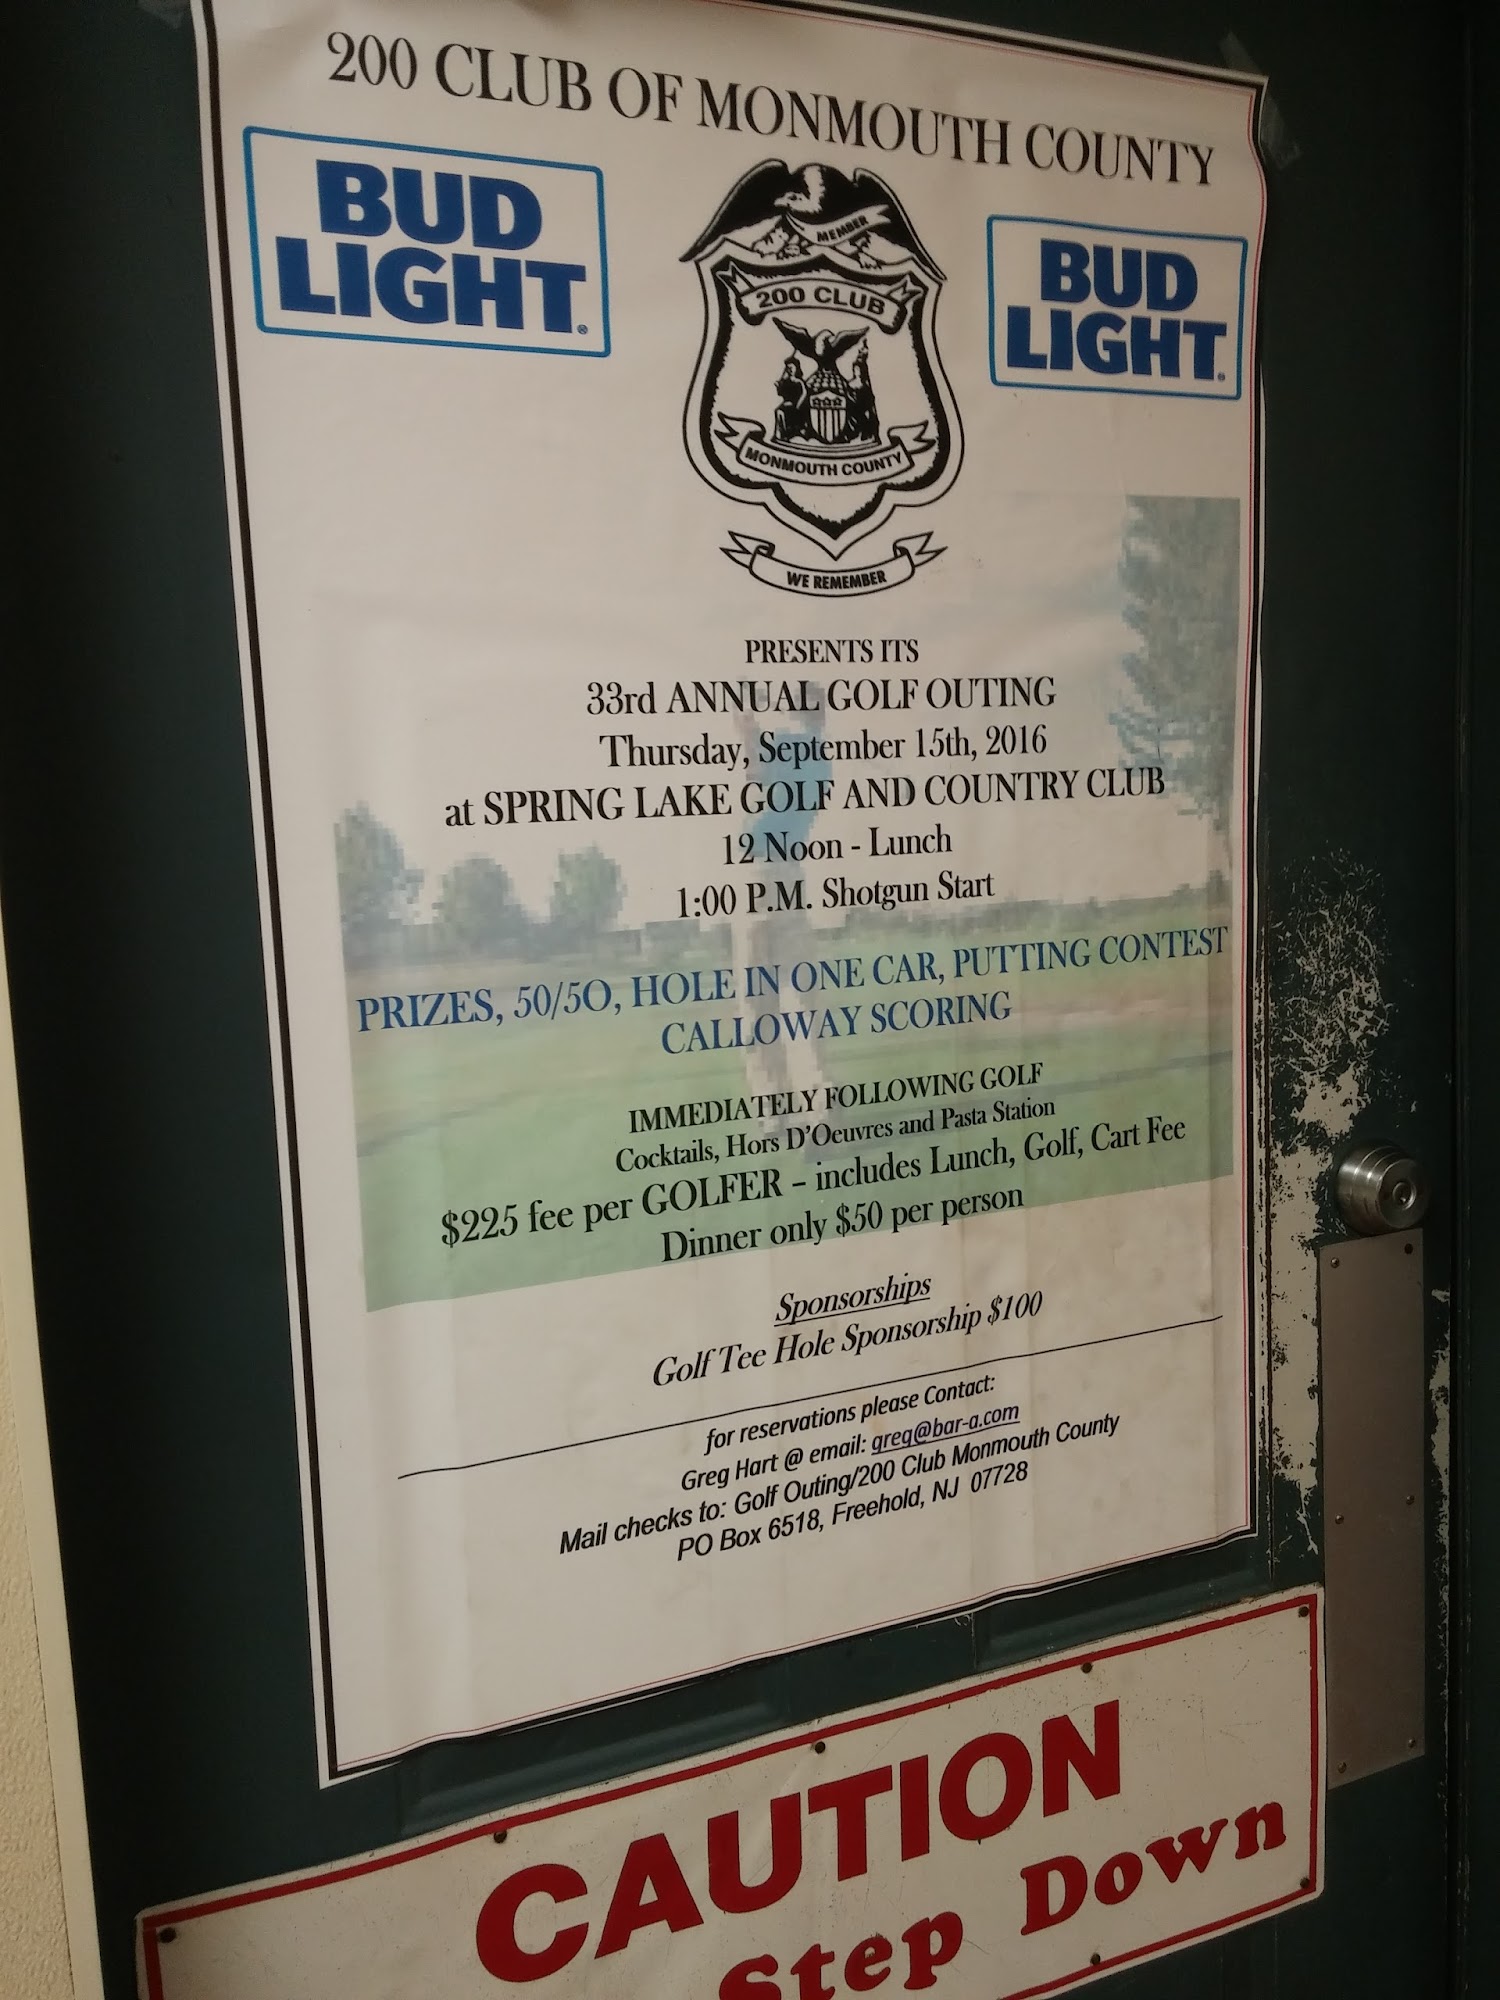 200 CLUB OF MONMOUTH COUNTY
BUD
LIGHT®
MEMBER
200 CLUB
MONMOUTH COUNTY
WE REMEMBER
BUD
LIGHT®
PRESENTS ITS
33rd ANNUAL GOLF OUTING
Thursday, September 15th, 2016
at SPRING LAKE GOLF AND COUNTRY CLUB
12 Noon - Lunch
1:00 P.M. Shotgun Start
PRIZES, 50/5O, HOLE IN ONE CAR, PUTTING CONTEST
CALLOWAY SCORING
IMMEDIATELY FOLLOWING GOLF
Cocktails, Hors D'Oeuvres and Pasta Station
$225 fee per GOLFER – includes Lunch, Golf, Cart Fee
Dinner only $50 per person
Sponsorships
Golf Tee Hole Sponsorship $100
for reservations please Contact:
Greg Hart @ email: greg@bar-a.com
Mail checks to: Golf Outing/200 Club Monmouth County
PO Box 6518, Freehold, NJ 07728
CAUTION
Step Down